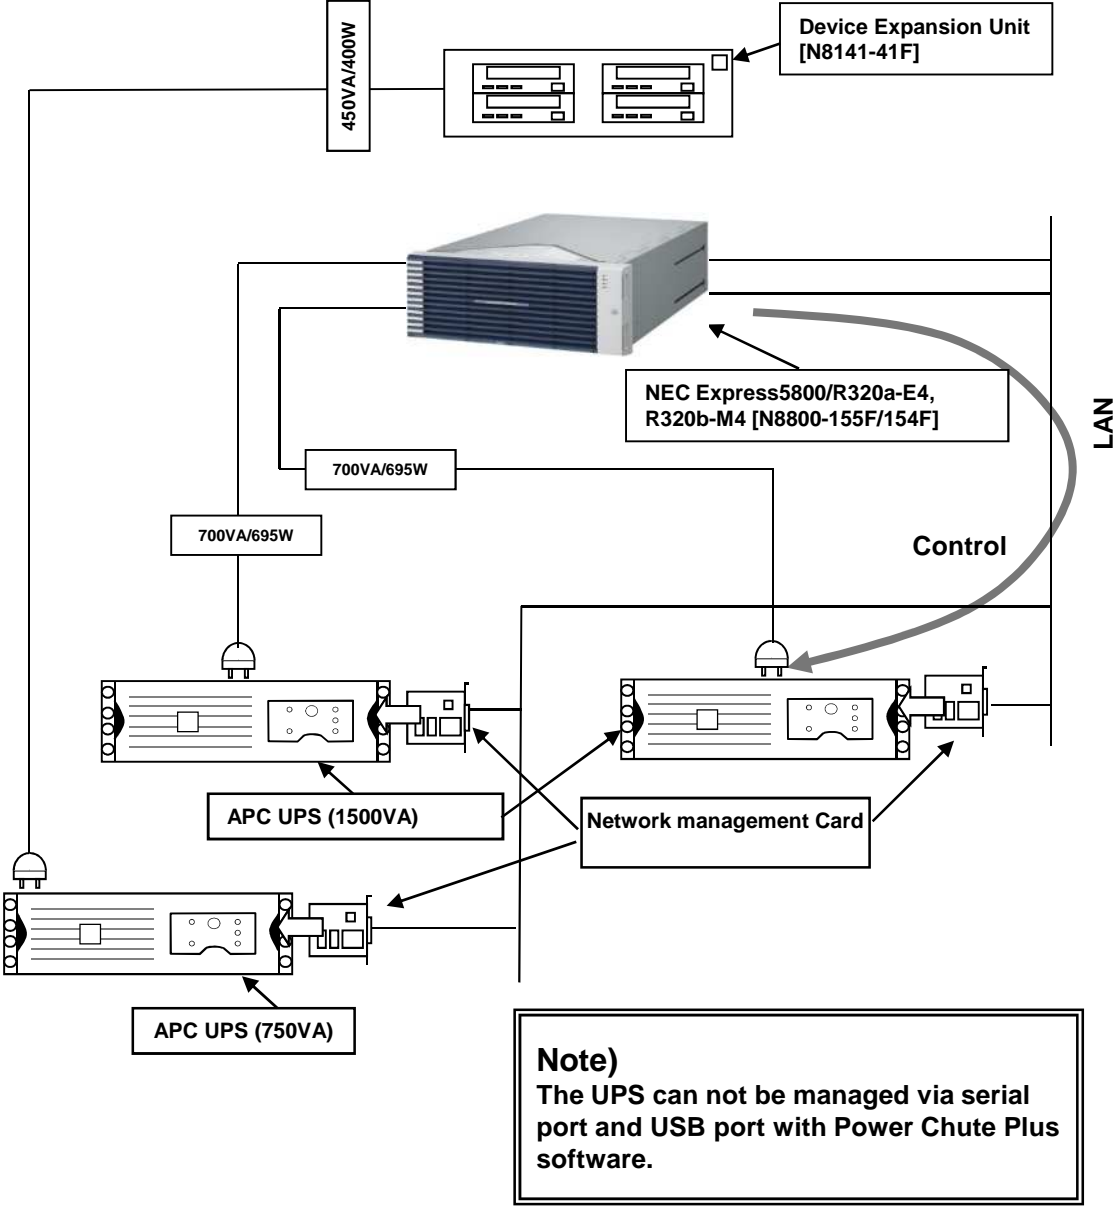 Device Expansion Unit
[N8141-41F]
450VA/400W
NEC Express5800/R320a-E4,
R320b-M4 [N8800-155F/154F]
LAN
700VA/695W
700VA/695W
Control
APC UPS (1500VA)
Network management Card
APC UPS (750VA)
Note)
The UPS can not be managed via serial
port and USB port with Power Chute Plus
software.